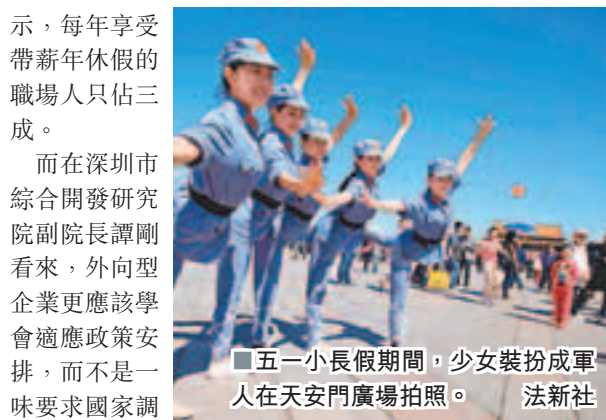 示，每年享受
帶薪年休假的
職場人只佔三
成。
而在深圳市
綜合開發研究
院副院長譚剛
看來，外向型
企業更應該學
會適應政策安
排，而不是一
味要求國家調
■五一小長假期間，少女裝扮成軍
人在天安門廣場拍照。 法新社